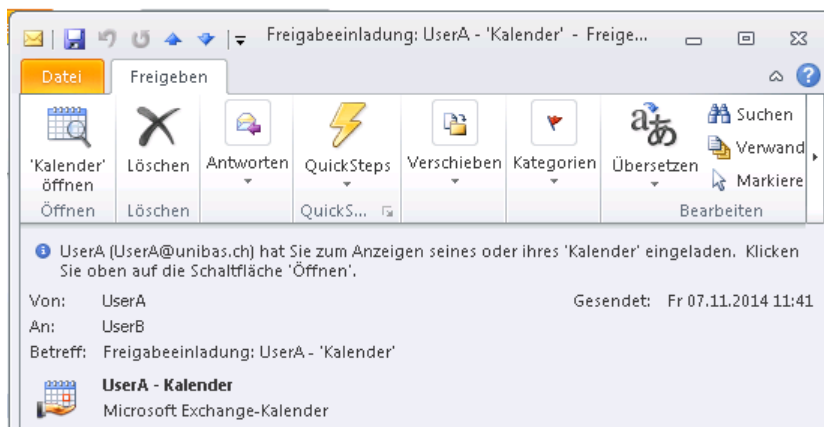 Freigabeeinladung: UserA - 'Kalender' - Freige...
Datei Freigeben
'Kalender' öffnen
Löschen
Antworten
QuickSteps
Verschieben
Kategorien
Übersetzen
Suchen
Verwand
Markiere
Öffnen Löschen QuickS... Bearbeiten
UserA (UserA@unibas.ch) hat Sie zum Anzeigen seines oder ihres 'Kalender' eingeladen. Klicken
Sie oben auf die Schaltfläche 'Öffnen'.
Von: UserA Gesendet: Fr 07.11.2014 11:41
An: UserB
Betreff: Freigabeeinladung: UserA - 'Kalender'
UserA - Kalender
Microsoft Exchange-Kalender